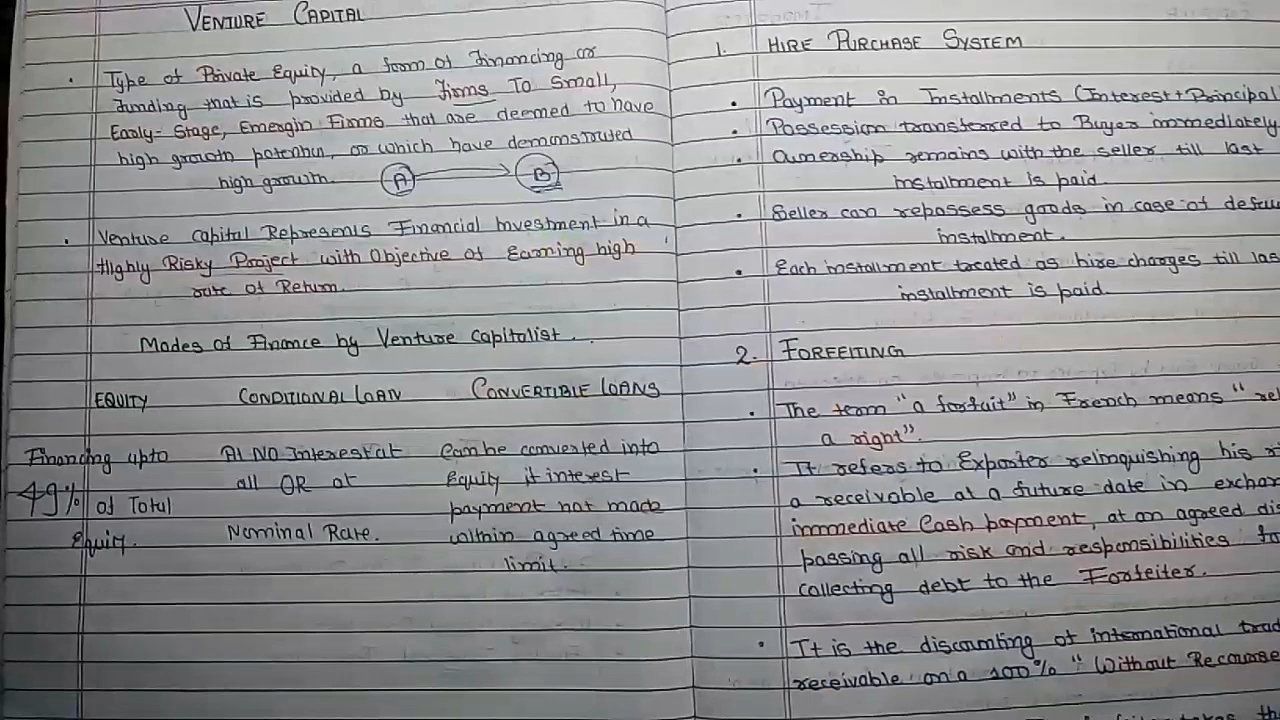 VENTURE CAPITAL
• Type of Private Equity, a form of Financing or
Funding that is provided by Firms To Small,
Early-Stage, Emergin Firms that are deemed to have
high growth potential, or which have demonstrated
high growth. A B
• Venture Capital Represents Financial Investment in a
Highly Risky Project with Objective of Earning high
rate of Return.
Modes of Finance by Venture Capitalist.
EQUITY CONDITIONAL LOAN CONVERTIBLE LOANS
Financing upto At NO Interest at Can be converted into
49% of Total all OR at Equity if interest
Equity. Nominal Rate. payment not made
within agreed time
limit.
1. HIRE PURCHASE SYSTEM
• Payment in Installments (Interest + Principal
• Possession transferred to Buyer immediately
• Ownership remains with the seller till last
installment is paid.
• Seller can repossess goods in case of
installment.
• Each installment treated as hire charges till
installment is paid.
2. FORFEITING
• The term "a forfait" in French means "
a right".
• It refers to Exporter relinquishing his
a receivable at a future date in
immediate Cash payment, at an agreed
passing all risk and responsibilities
collecting debt to the Forfeiter.
• It is the discounting of international
receivable on a 100% "Without Recourse